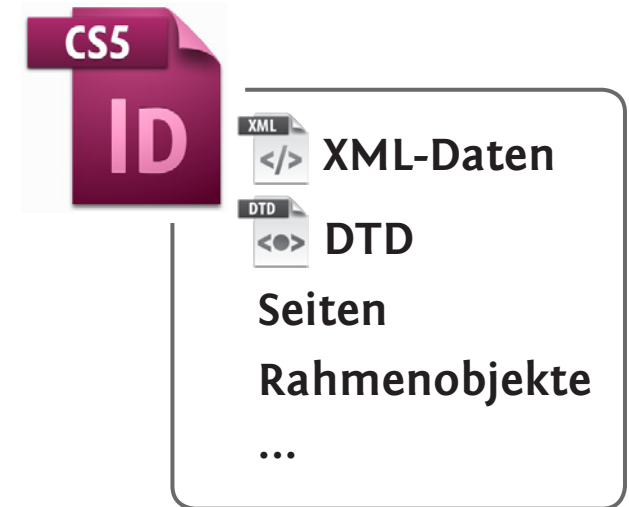 CS5
Id
XML
</> XML-Daten
DTD
<●> DTD
Seiten
Rahmenobjekte
...